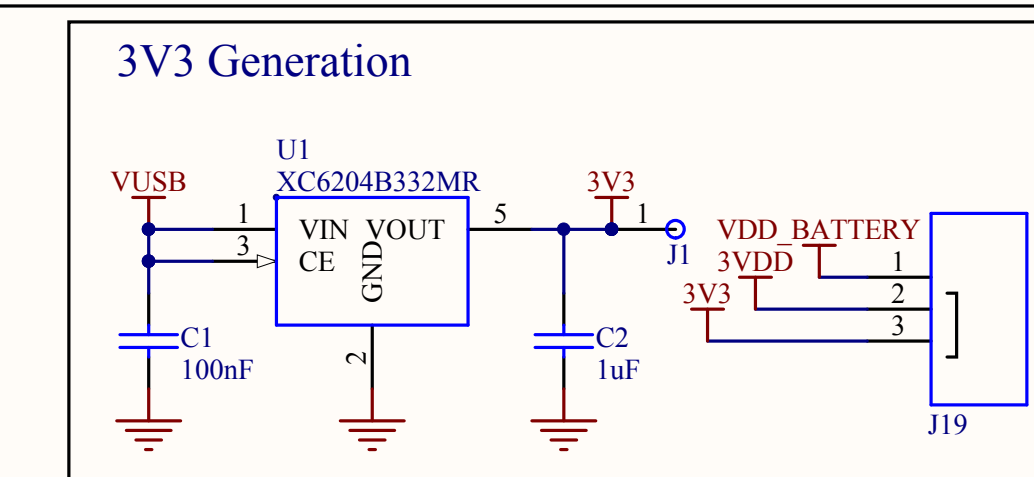 3V3 Generation
U1
XC6204B332MR
VUSB
3V3
1
VIN
VOUT
5
1
J1
3
CE
GND
2
C1
100nF
C2
1uF
VDD_BATTERY
1
3VDD
2
3V3
3
J19